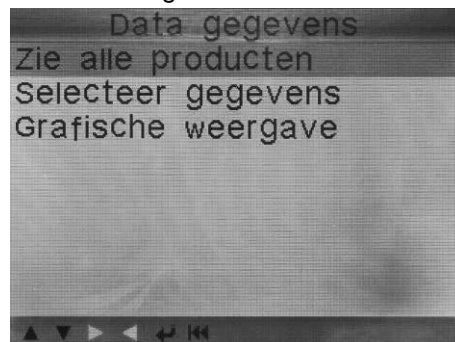 Data gegevens
Zie alle producten
Selecteer gegevens
Grafische weergave